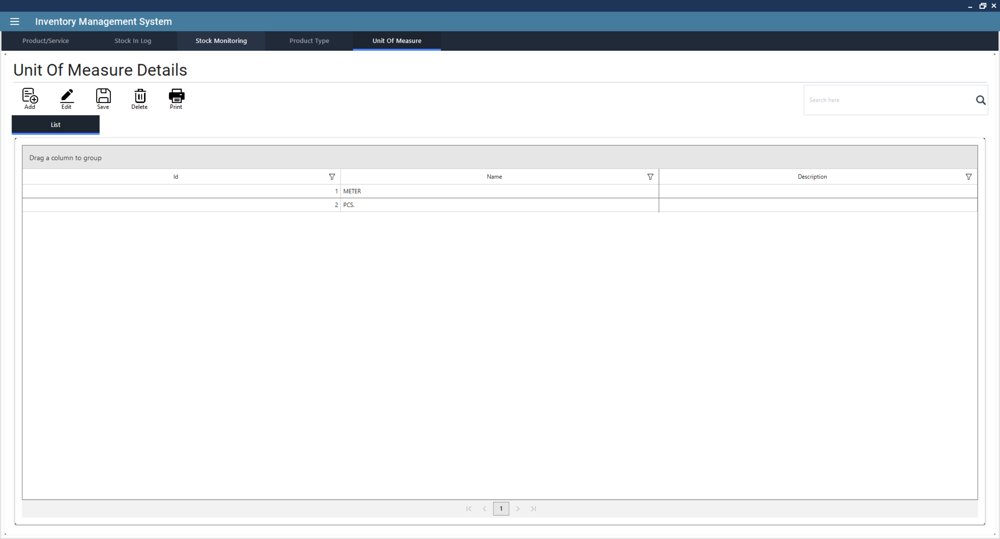 Inventory Management System
Product/Service Stock In Log Stock Monitoring Product Type Unit Of Measure
Unit Of Measure Details
Add Edit Save Delete Print
Search here
List
Drag a column to group
Id Name Description
1 METER
2 PCS.
1